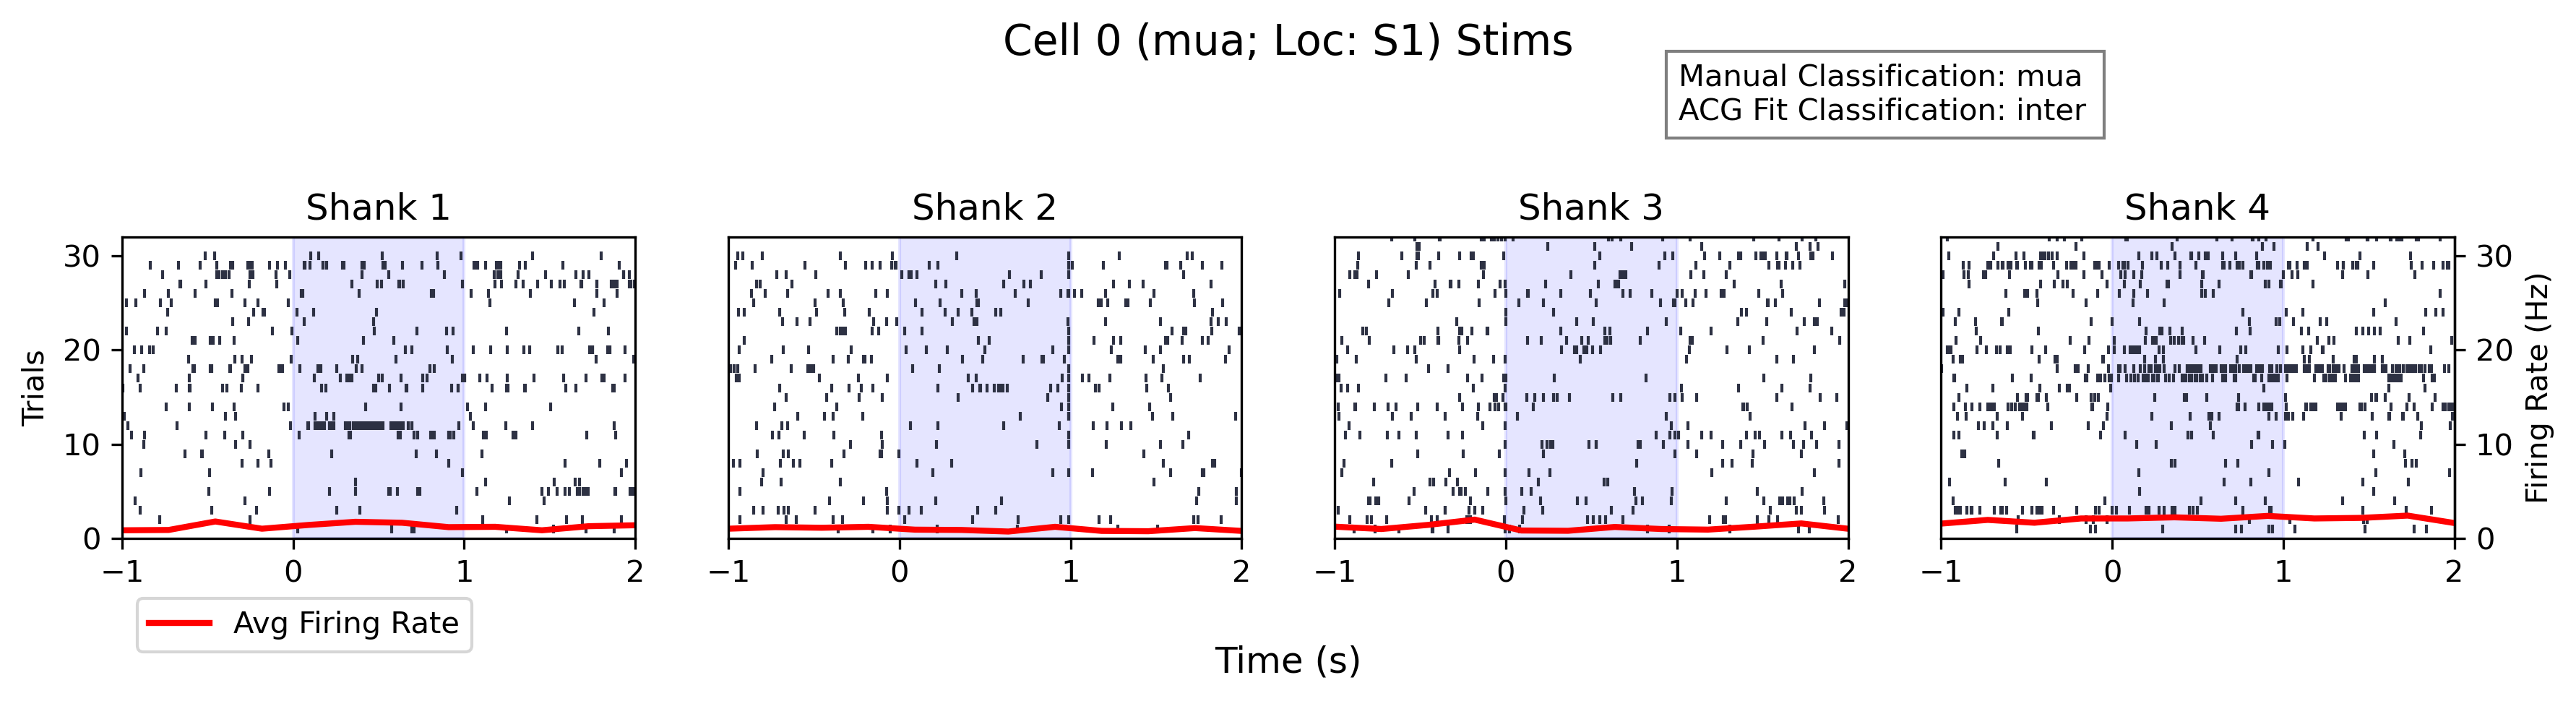 Cell 0 (mua; Loc: S1) Stims
Manual Classification: mua
ACG Fit Classification: inter
Shank 1
Shank 2
Shank 3
Shank 4
Trials
30
20
10
0
−1 0 1 2
−1 0 1 2
−1 0 1 2
−1 0 1 2
30
20
10
0
Firing Rate (Hz)
Avg Firing Rate
Time (s)